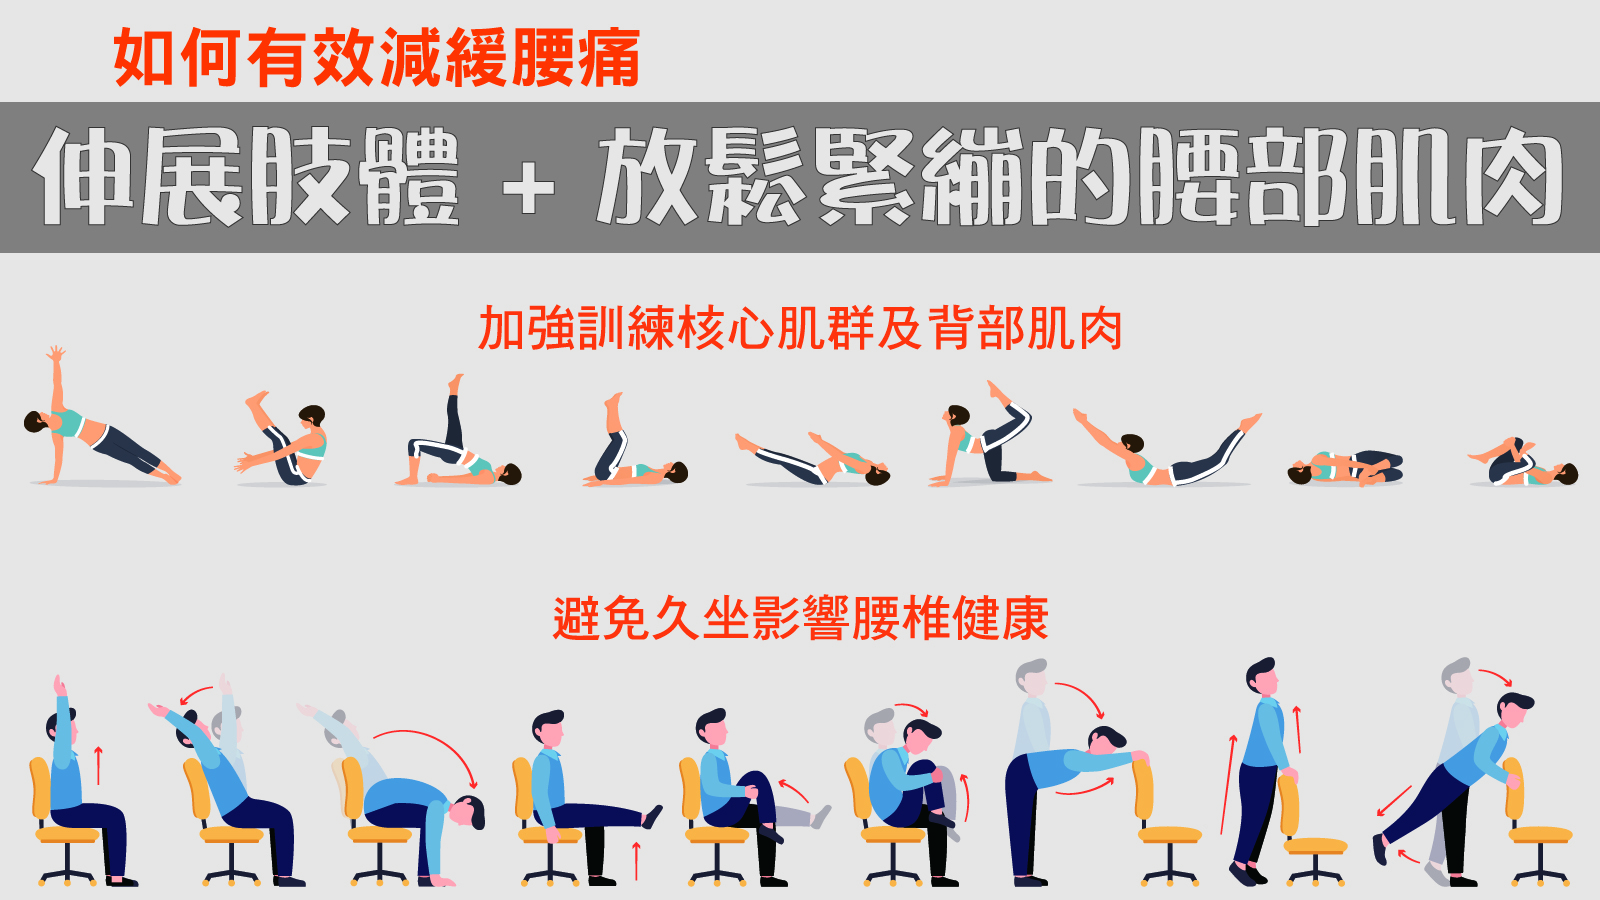 如何有效減緩腰痛
伸展肢體 + 放鬆緊繃的腰部肌肉
加強訓練核心肌群及背部肌肉
避免久坐影響腰椎健康